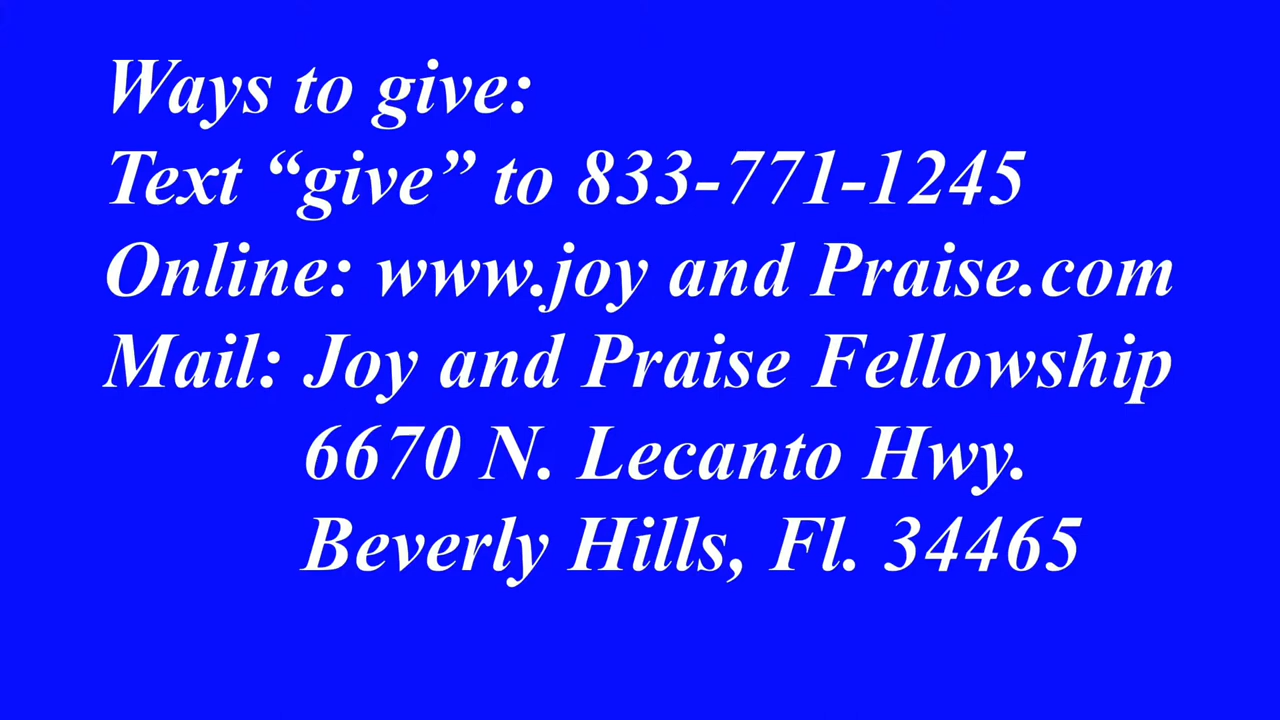 Ways to give:
Text “give” to 833-771-1245
Online: www.joy and Praise.com
Mail: Joy and Praise Fellowship
6670 N. Lecanto Hwy.
Beverly Hills, Fl. 34465